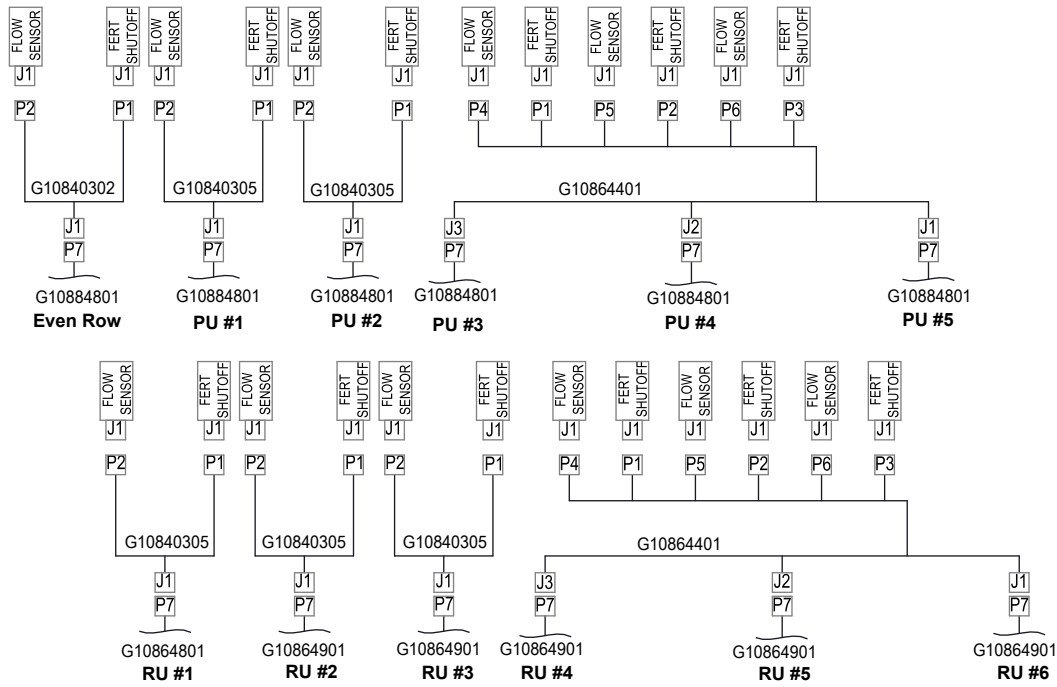 FLOW SENSOR
FERT SHUTOFF
FLOW SENSOR
FERT SHUTOFF
FLOW SENSOR
FERT SHUTOFF
FLOW SENSOR
FERT SHUTOFF
FLOW SENSOR
FERT SHUTOFF
FLOW SENSOR
FERT SHUTOFF
J1 J1 J1 J1 J1 J1 J1 J1 J1 J1 J1 J1
P2 P1 P2 P1 P2 P1 P4 P1 P5 P2 P6 P3
G10840302 G10840305 G10840305 G10864401
J1 J1 J1 J3 J2 J1
P7 P7 P7 P7 P7 P7
G10884801 G10884801 G10884801 G10884801 G10884801 G10884801
Even Row PU #1 PU #2 PU #3 PU #4 PU #5
FLOW SENSOR
FERT SHUTOFF
FLOW SENSOR
FERT SHUTOFF
FLOW SENSOR
FERT SHUTOFF
FLOW SENSOR
FERT SHUTOFF
FLOW SENSOR
FERT SHUTOFF
FLOW SENSOR
FERT SHUTOFF
J1 J1 J1 J1 J1 J1 J1 J1 J1 J1 J1 J1
P2 P1 P2 P1 P2 P1 P4 P1 P5 P2 P6 P3
G10840305 G10840305 G10840305 G10864401
J1 J1 J1 J3 J2 J1
P7 P7 P7 P7 P7 P7
G10864801 G10864901 G10864901 G10864901 G10864901 G10864901
RU #1 RU #2 RU #3 RU #4 RU #5 RU #6